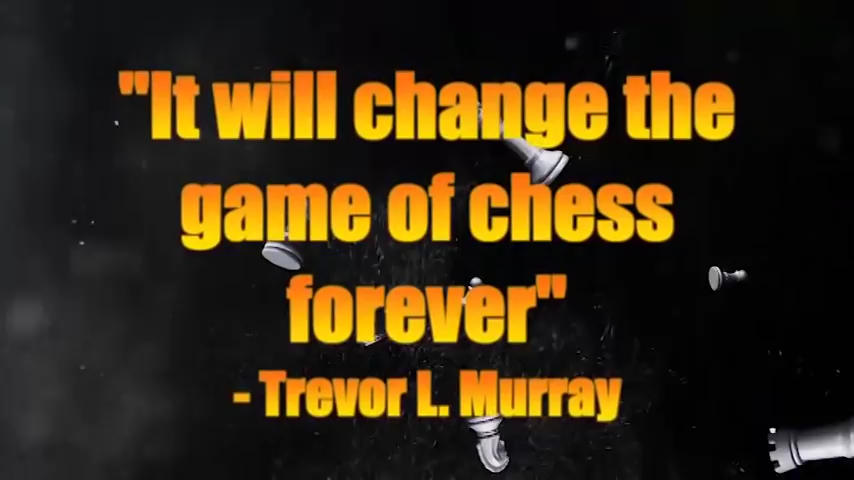 "It will change the
game of chess
forever"
- Trevor L. Murray